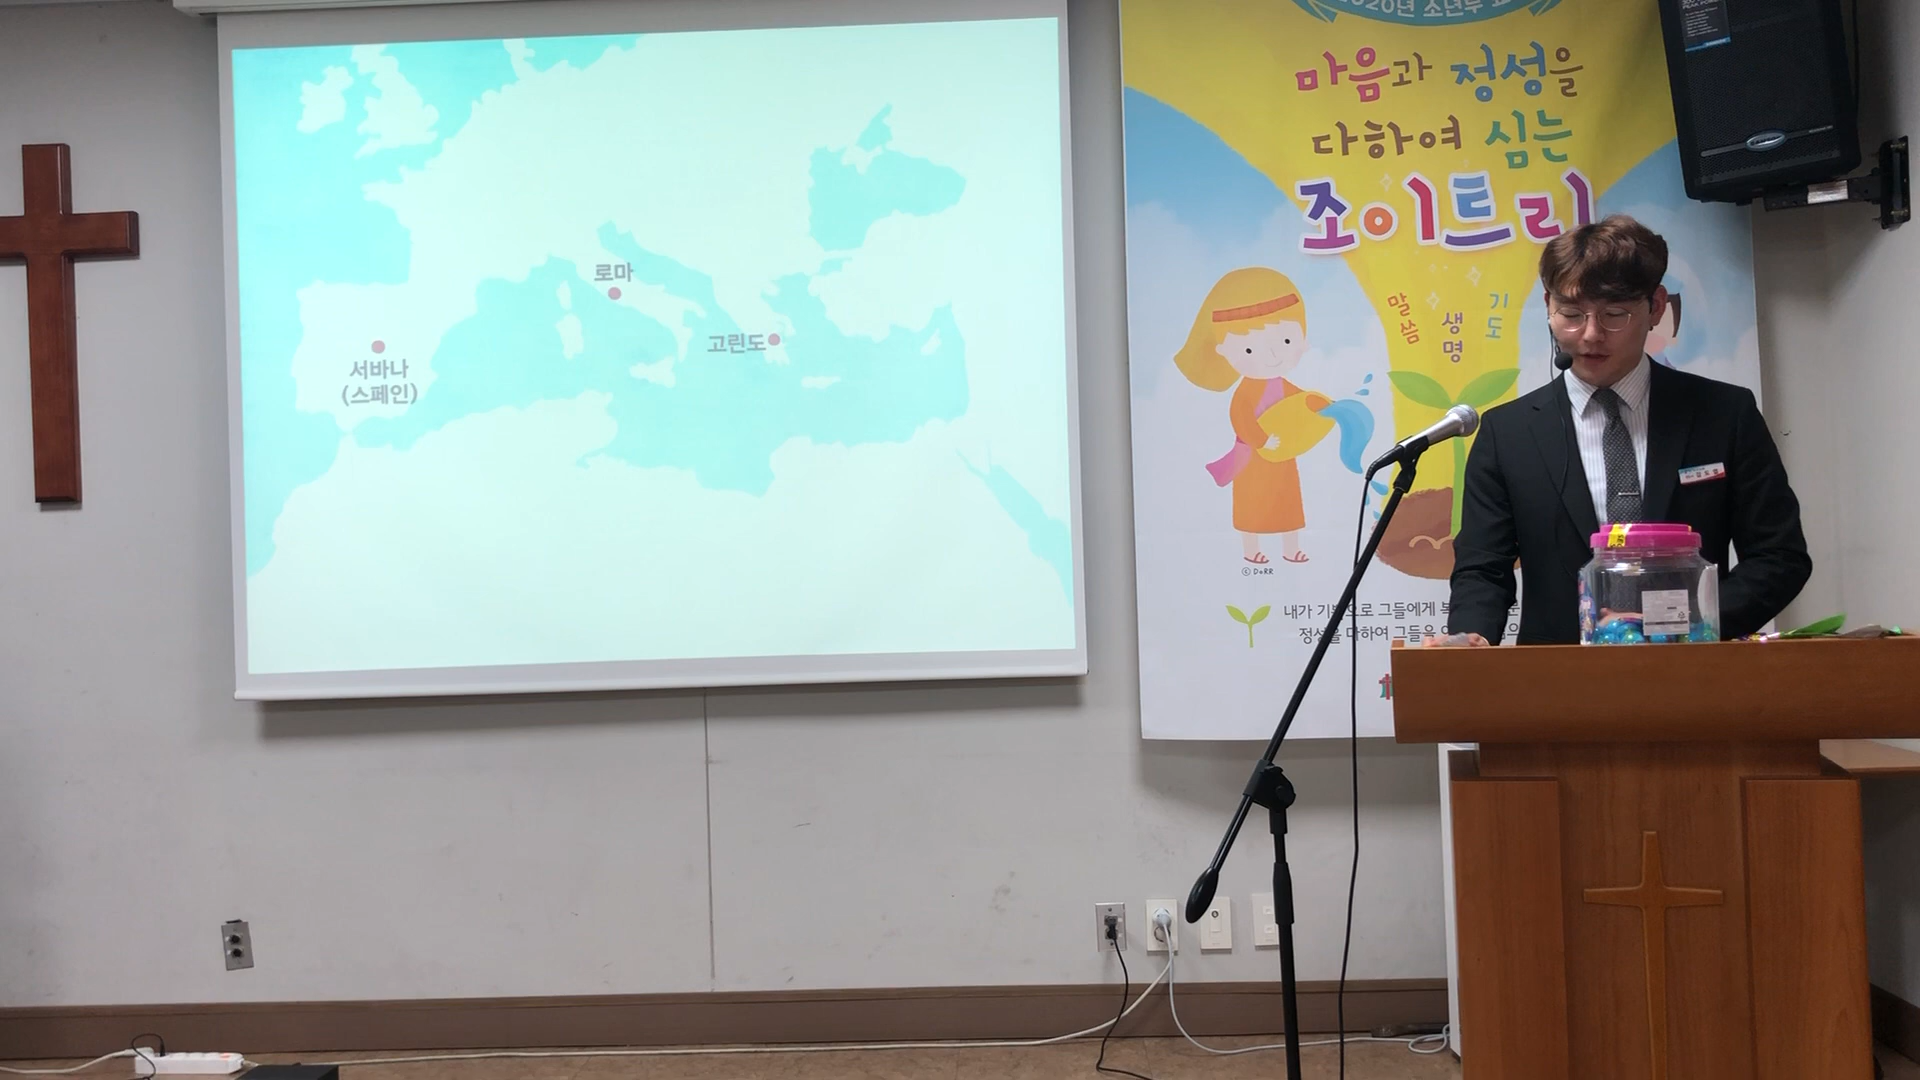 로마
고린도
서바나
(스페인)
2020년 소년부
마음과 정성을
다하여 심는
조이트리
말씀
생명
기도
© DoRR
내가 기쁨으로 그들에게 복
정성을 다하여 그들을